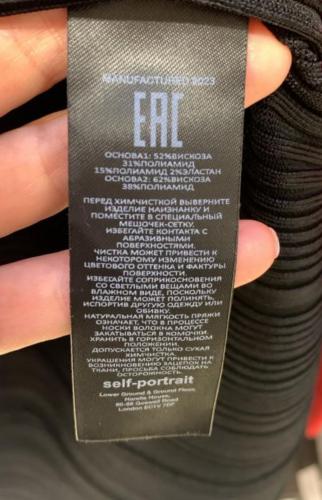 MANUFACTURED 2023
EAC
ОСНОВА1: 52%ВИСКОЗА
31%ПОЛИАМИД
15%ПОЛИАМИД 2%ЭЛАСТАН
ОСНОВА2: 62%ВИСКОЗА
38%ПОЛИАМИД
ПЕРЕД ХИМЧИСТКОЙ ВЫВЕРНИТЕ
ИЗДЕЛИЕ НАИЗНАНКУ И
ПОМЕСТИТЕ В СПЕЦИАЛЬНЫЙ
МЕШОЧЕК-СЕТКУ.
ИЗБЕГАЙТЕ КОНТАКТА С
АБРАЗИВНЫМИ
ПОВЕРХНОСТЯМИ.
ЧИСТКА МОЖЕТ ПРИВЕСТИ К
НЕКОТОРОМУ ИЗМЕНЕНИЮ
ЦВЕТОВОГО ОТТЕНКА И ФАКТУРЫ
ПОВЕРХНОСТИ.
ИЗБЕГАЙТЕ СОПРИКОСНОВЕНИЯ
СО СВЕТЛЫМИ ВЕЩАМИ ВО
ВЛАЖНОМ ВИДЕ, ПОСКОЛЬКУ
ИЗДЕЛИЕ МОЖЕТ ПОЛИНЯТЬ,
ИСПОРТИВ ДРУГУЮ ОДЕЖДУ ИЛИ
ОБИВКУ.
НАТУРАЛЬНАЯ МЯГКОСТЬ ПРЯЖИ
ОЗНАЧАЕТ, ЧТО В ПРОЦЕССЕ
НОСКИ ВОЛОКНА МОГУТ
ЗАКАТЫВАТЬСЯ В КОМОЧКИ.
ХРАНИТЬ В ГОРИЗОНТАЛЬНОМ
ПОЛОЖЕНИИ.
ДОПУСКАЕТСЯ ТОЛЬКО СУХАЯ
ХИМЧИСТКА.
УКРАШЕНИЯ МОГУТ ПРИВЕСТИ К
ВОЗНИКНОВЕНИЮ ЗАЦЕПОК НА
ТКАНИ, ПРОСЬБА СОБЛЮДАТЬ
ОСТОРОЖНОСТЬ.
self-portrait
Lower Ground & Ground Floor,
House,
Goswell Road
London EC1V 7DF